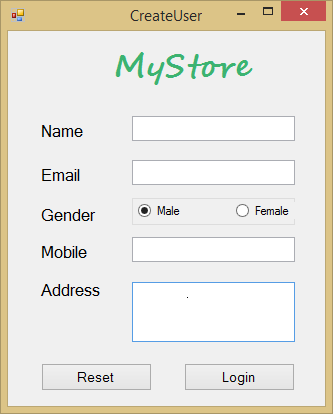 CreateUser
MyStore
Name
Email
Gender Male Female
Mobile
Address
Reset Login